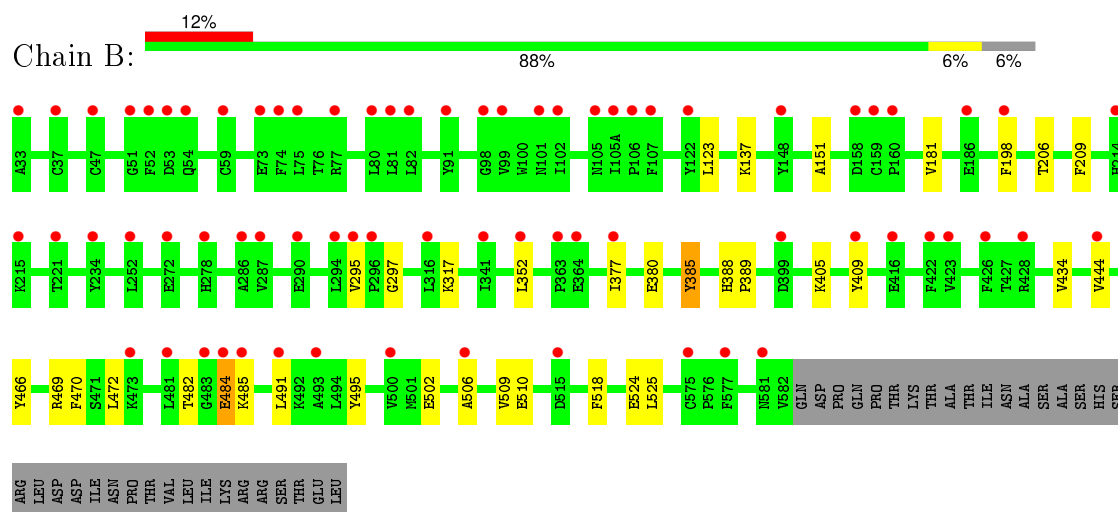 12%
Chain B:
88% 6% 6%
A33 C37 C47 G51 F52 D53 Q54 C59 E73 F74 L75 T76 R77 L80 L81 L82 Y91 G98 V99 W100 N101 I102 N105 I105A P106 F107 Y122 L123 K137 Y148 A151 D158 C159 P160 V181 E186 F198 T206 F209 H214
K215 T221 Y234 L252 E272 H278 A286 V287 E290 L294 V295 P296 G297 L316 K317 I341 L352 P363 E364 I377 E380 Y385 H388 P389 D399 K405 Y409 E416 F422 V423 F426 T427 R428 V434 V444
Y466 R469 F470 S471 L472 K473 L481 T482 G483 E484 K485 L491 K492 A493 L494 Y495 V500 M501 E502 A506 V509 E510 D515 F518 E524 L525 C575 P576 F577 N581 V582 GLN ASP PRO GLN PRO THR LYS THR ALA THR ILE ASN ALA SER ALA SER HIS SER
ARG LEU ASP ASP ILE ASN PRO THR VAL LEU ILE LYS ARG ARG SER THR GLU LEU